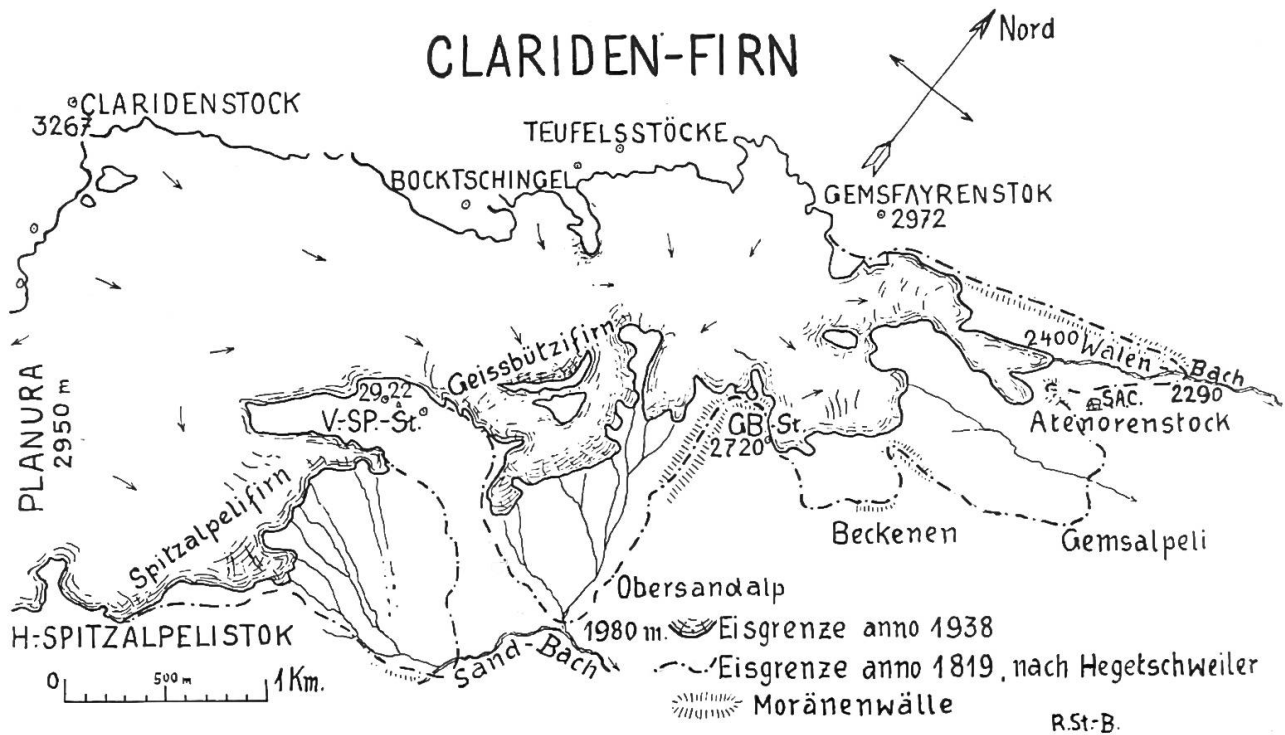 CLARIDEN-FIRN
Nord
CLARIDENSTOCK
3267
TEUFELSSTÖCKE
BOCKTSCHINGEL
GEMSFAYRENSTOK
2972
Geissbützifirn
2400 Walen Bach
2290
S.A.C.
Atenorenstock
29.22
V.-SP.-St.
GB.-St.
2720
PLANURA
2950 m
Spitzalpelifirn
Beckenen
Gemsalpeli
Obersandalp
1980 m.
Sand-Bach
H-SPITZALPELISTOK
Eisgrenze anno 1938
Eisgrenze anno 1819, nach Hegetschweiler
Moränenwälle
0 500 m 1 Km.
R.St.-B.